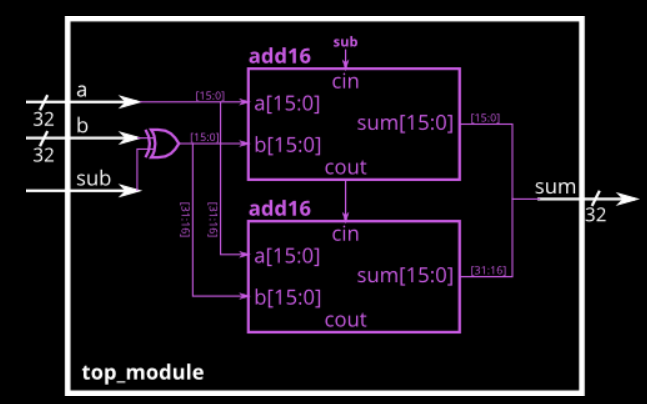 sub
add16
cin
a
[15:0]
a[15:0]
32
sum[15:0]
[15:0]
b
[15:0]
b[15:0]
32
cout
sub
sum
32
add16
[31:16]
[31:16]
cin
a[15:0]
sum[15:0]
[31:16]
b[15:0]
cout
top_module